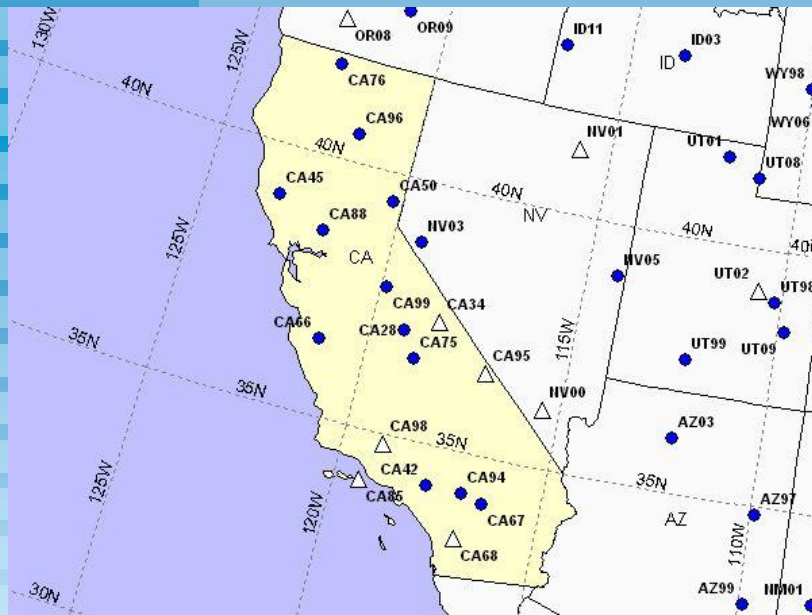 130W
125W
OR08
OR09
ID11
ID03
ID
WY98
40N
CA76
WY06
CA96
40N
NV01
UT01
UT08
CA45
CA50
40N
CA88
NV
NV03
40N
40
125W
CA
NV05
UT02
UT98
CA99
CA34
CA66
CA28
CA75
115W
UT99
UT09
35N
CA95
35N
NV00
CA98
AZ03
35N
CA42
CA94
35N
125W
CA85
CA67
AZ97
120W
AZ
CA68
110W
30N
AZ99
NM01